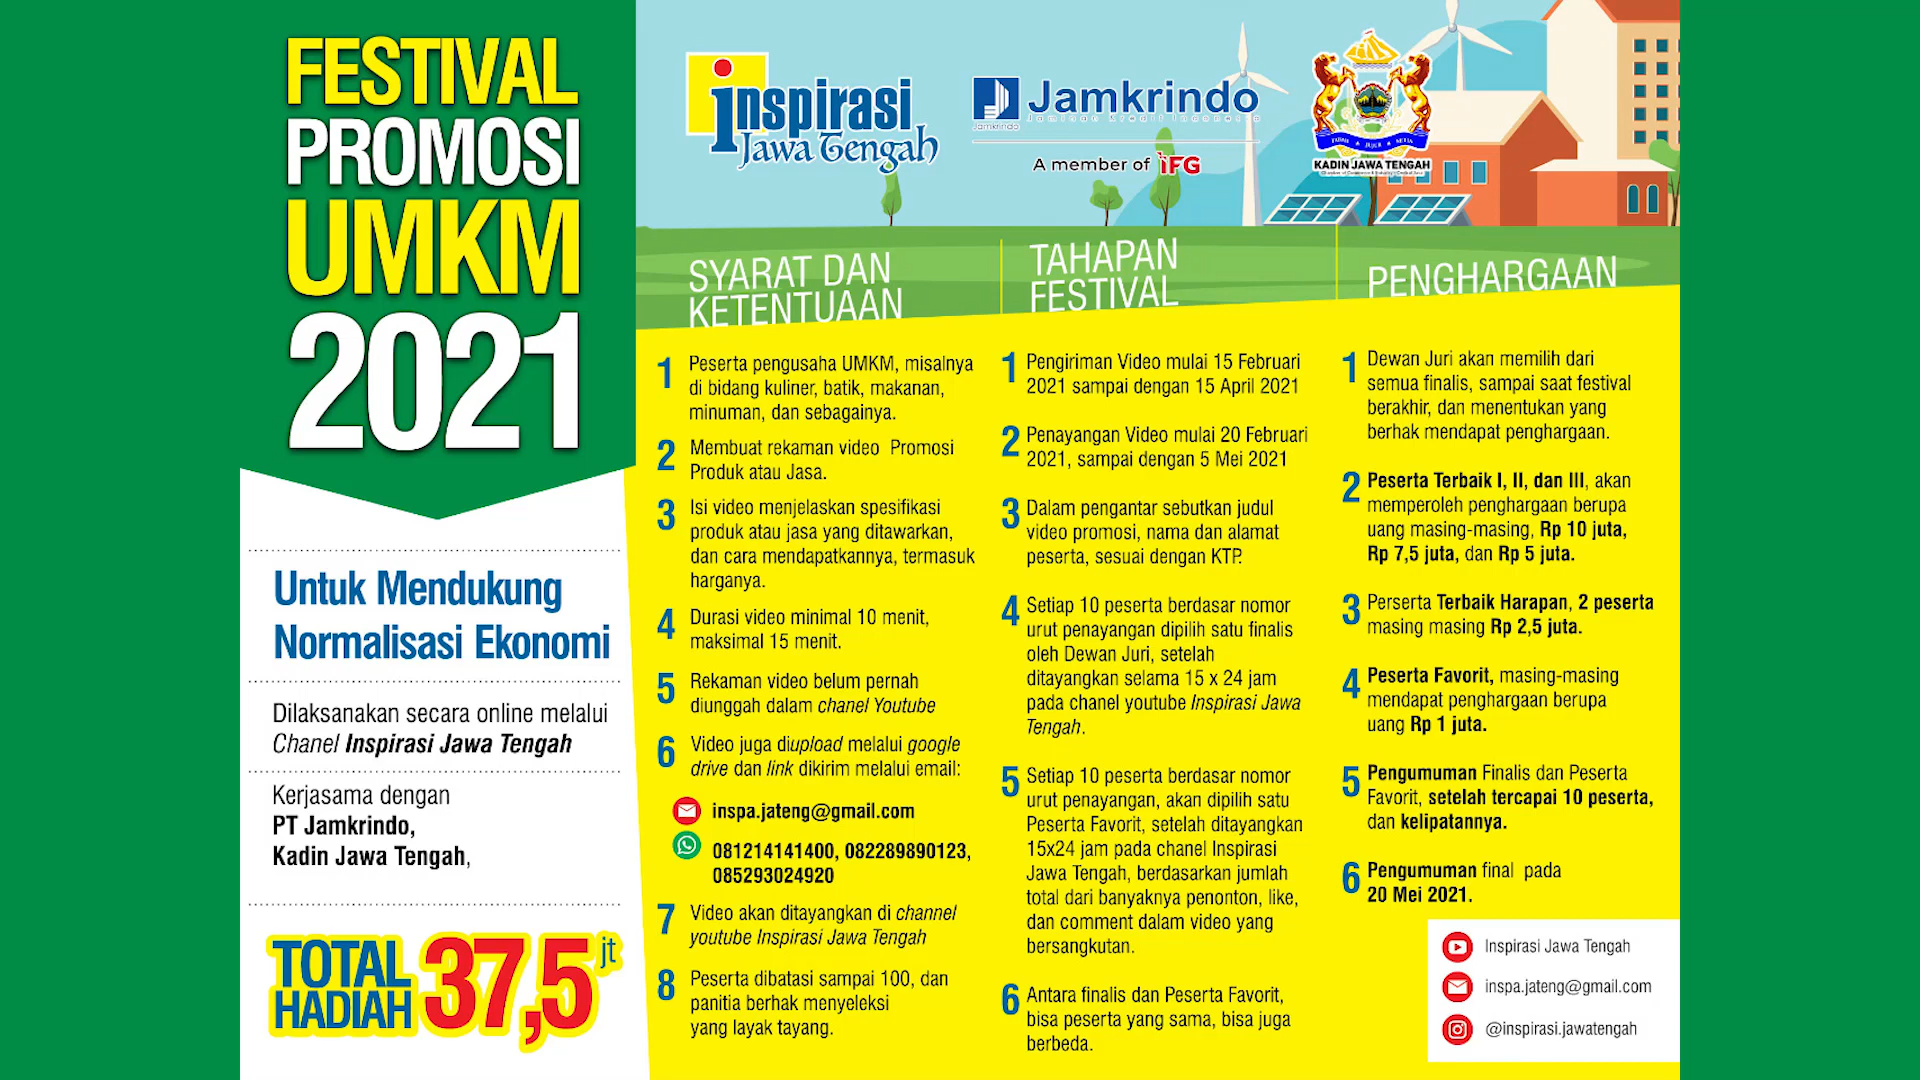 FESTIVAL
PROMOSI
UMKM
2021
Untuk Mendukung
Normalisasi Ekonomi
Dilaksanakan secara online melalui
Chanel Inspirasi Jawa Tengah
Kerjasama dengan
PT Jamkrindo,
Kadin Jawa Tengah,
TOTAL
HADIAH
37,5 jt
inspirasi
Jawa Tengah
Jamkrindo
Jamkrindo
A member of IFG
KADIN JAWA TENGAH
SYARAT DAN
KETENTUAAN
1 Peserta pengusaha UMKM, misalnya
di bidang kuliner, batik, makanan,
minuman, dan sebagainya.
2 Membuat rekaman video Promosi
Produk atau Jasa.
3 Isi video menjelaskan spesifikasi
produk atau jasa yang ditawarkan,
dan cara mendapatkannya, termasuk
harganya.
4 Durasi video minimal 10 menit,
maksimal 15 menit.
5 Rekaman video belum pernah
diunggah dalam chanel Youtube
6 Video juga diupload melalui google
drive dan link dikirim melalui email:
inspa.jateng@gmail.com
081214141400, 082289890123,
085293024920
7 Video akan ditayangkan di channel
youtube Inspirasi Jawa Tengah
8 Peserta dibatasi sampai 100, dan
panitia berhak menyeleksi
yang layak tayang.
TAHAPAN
FESTIVAL
1 Pengiriman Video mulai 15 Februari
2021 sampai dengan 15 April 2021
2 Penayangan Video mulai 20 Februari
2021, sampai dengan 5 Mei 2021
3 Dalam pengantar sebutkan judul
video promosi, nama dan alamat
peserta, sesuai dengan KTP.
4 Setiap 10 peserta berdasar nomor
urut penayangan dipilih satu finalis
oleh Dewan Juri, setelah
ditayangkan selama 15 x 24 jam
pada chanel youtube Inspirasi Jawa
Tengah.
5 Setiap 10 peserta berdasar nomor
urut penayangan, akan dipilih satu
Peserta Favorit, setelah ditayangkan
15x24 jam pada chanel Inspirasi
Jawa Tengah, berdasarkan jumlah
total dari banyaknya penonton, like,
dan comment dalam video yang
bersangkutan.
6 Antara finalis dan Peserta Favorit,
bisa peserta yang sama, bisa juga
berbeda.
PENGHARGAAN
1 Dewan Juri akan memilih dari
semua finalis, sampai saat festival
berakhir, dan menentukan yang
berhak mendapat penghargaan.
2 Peserta Terbaik I, II, dan III, akan
memperoleh penghargaan berupa
uang masing-masing, Rp 10 juta,
Rp 7,5 juta, dan Rp 5 juta.
3 Perserta Terbaik Harapan, 2 peserta
masing masing Rp 2,5 juta.
4 Peserta Favorit, masing-masing
mendapat penghargaan berupa
uang Rp 1 juta.
5 Pengumuman Finalis dan Peserta
Favorit, setelah tercapai 10 peserta,
dan kelipatannya.
6 Pengumuman final pada
20 Mei 2021.
Inspirasi Jawa Tengah
inspa.jateng@gmail.com
@inspirasi.jawatengah